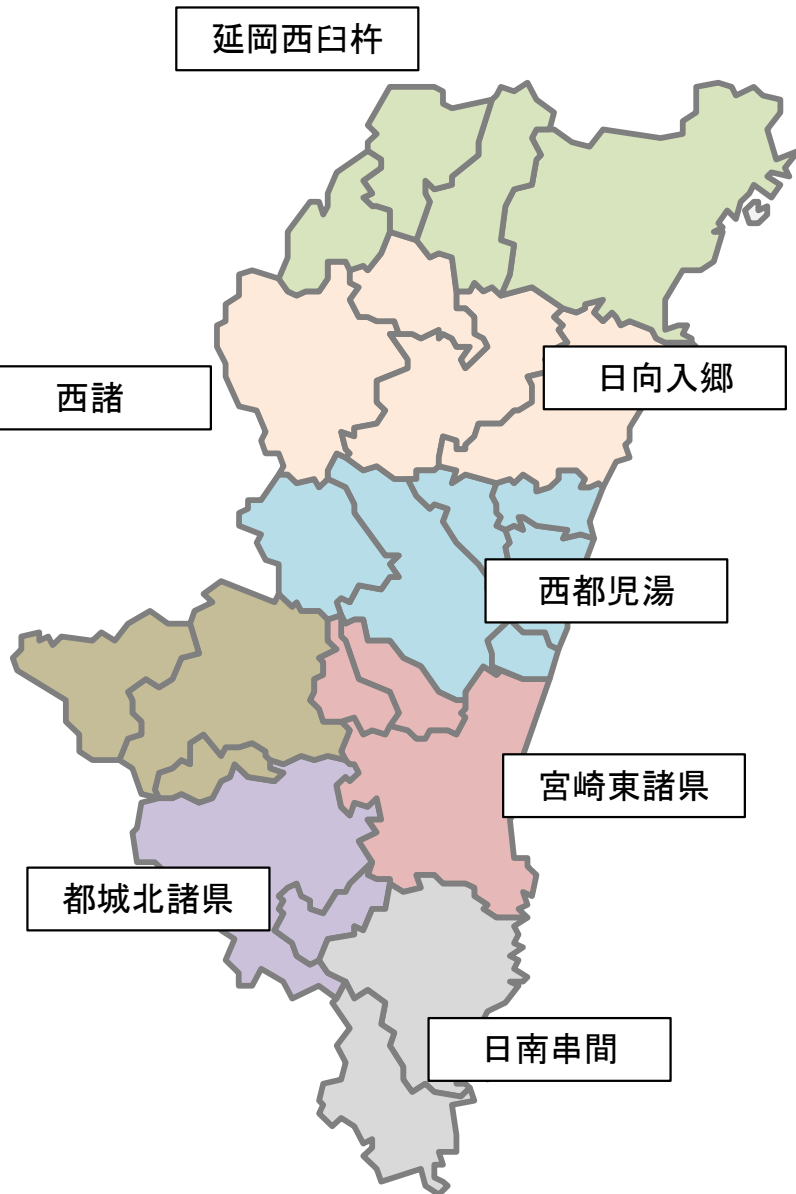 延岡西臼杵
日向入郷
西諸
西都児湯
宮崎東諸県
都城北諸県
日南串間